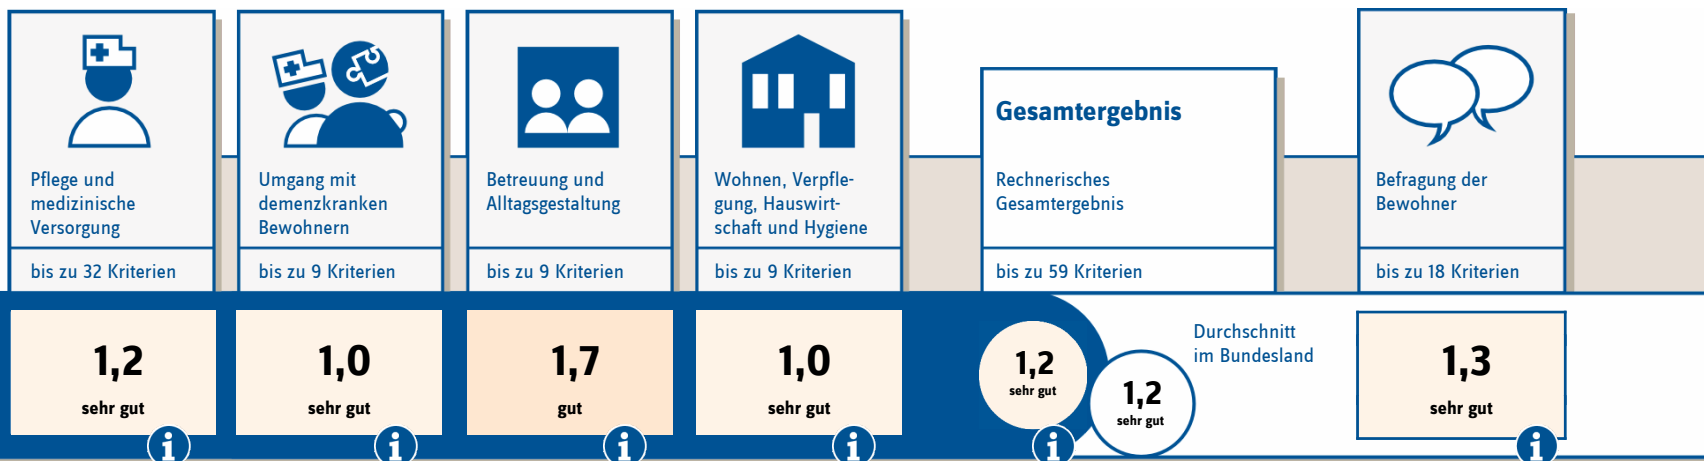 Pflege und
medizinische
Versorgung
bis zu 32 Kriterien
1,2
sehr gut
i
Umgang mit
demenzkranken
Bewohnern
bis zu 9 Kriterien
1,0
sehr gut
i
Betreuung und
Alltagsgestaltung
bis zu 9 Kriterien
1,7
gut
i
Wohnen, Verpfle-
gung, Hauswirt-
schaft und Hygiene
bis zu 9 Kriterien
1,0
sehr gut
i
Gesamtergebnis
Rechnerisches
Gesamtergebnis
bis zu 59 Kriterien
1,2
sehr gut
i
Durchschnitt
im Bundesland
1,2
sehr gut
Befragung der
Bewohner
bis zu 18 Kriterien
1,3
sehr gut
i